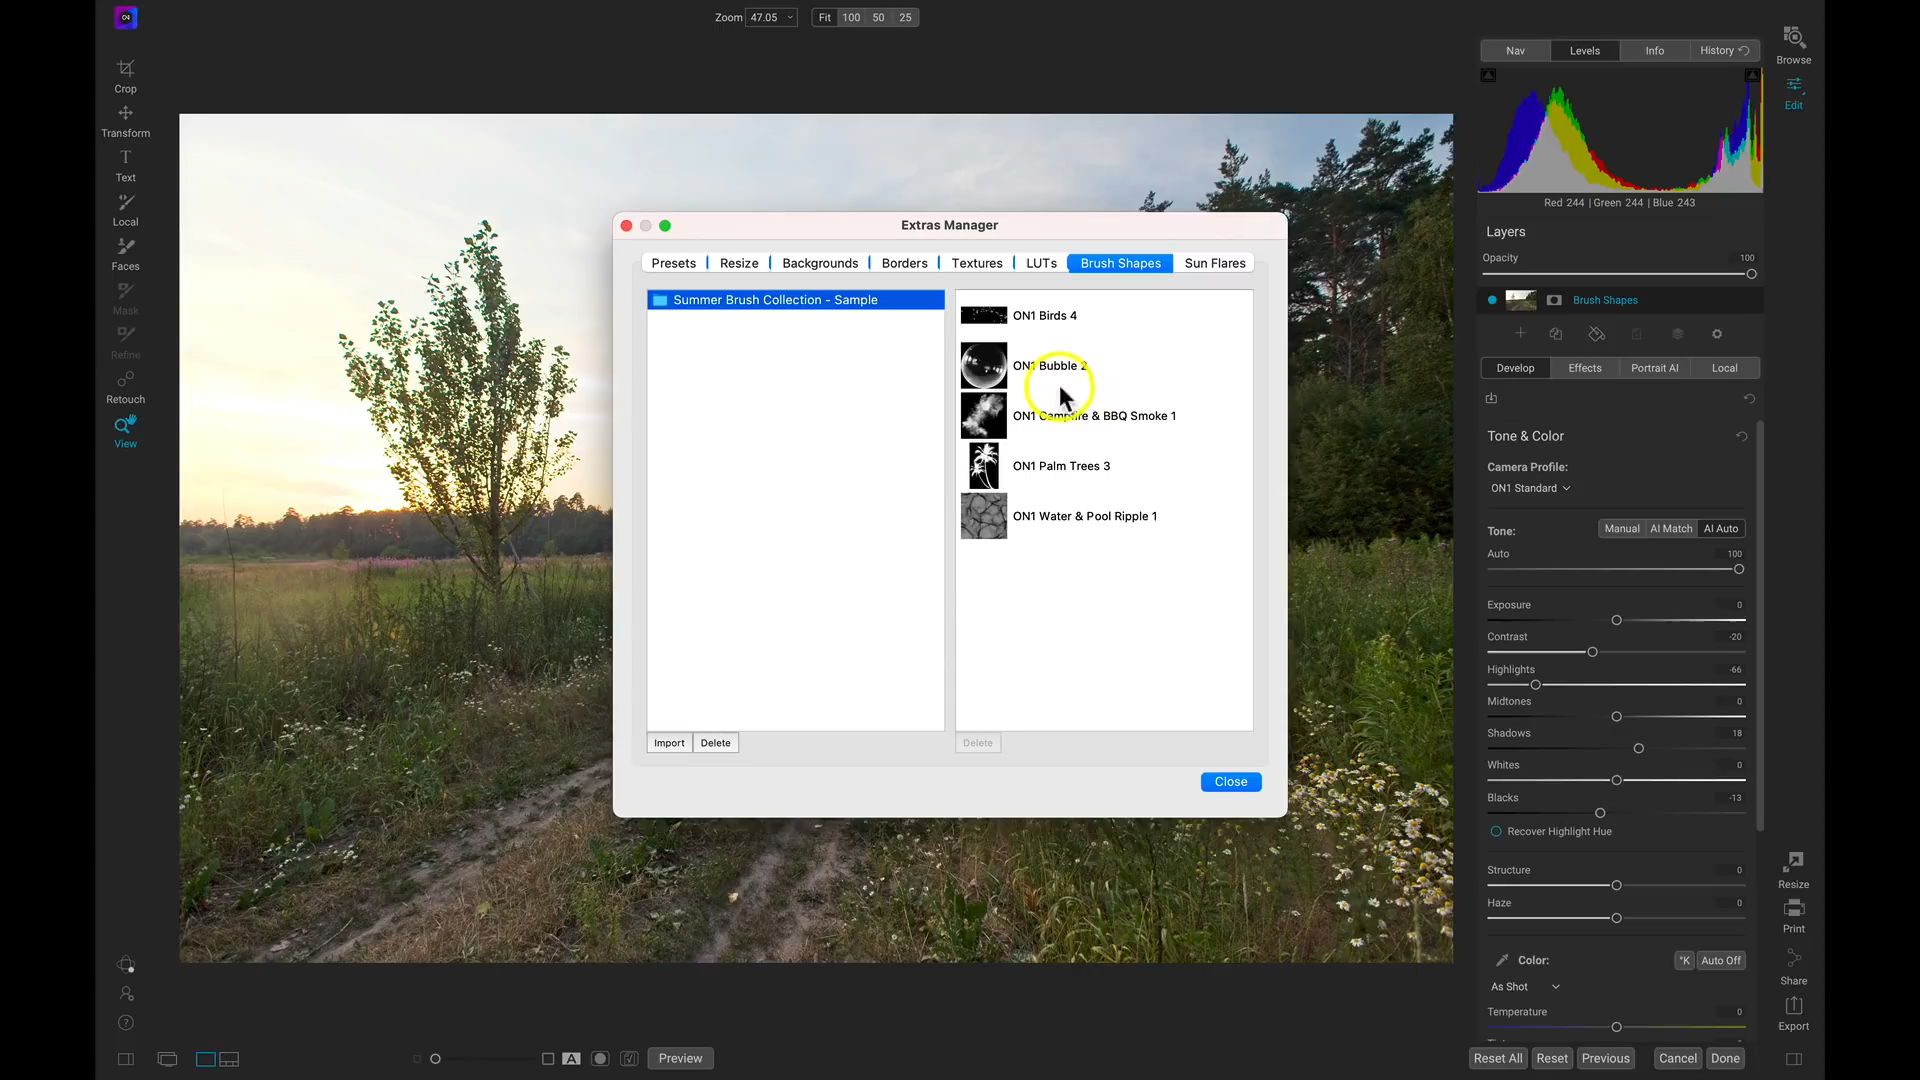 Zoom 47.05 Fit 100 50 25
Crop
Transform
Text
Local
Faces
Mask
Refine
Retouch
View
Extras Manager
Presets Resize Backgrounds Borders Textures LUTs Brush Shapes Sun Flares
Summer Brush Collection - Sample
ON1 Birds 4
ON1 Bubble 2
ON1 Campfire & BBQ Smoke 1
ON1 Palm Trees 3
ON1 Water & Pool Ripple 1
Import Delete
Delete
Close
Nav Levels Info History
Red 244 | Green 244 | Blue 243
Layers
Opacity 100
Brush Shapes
Develop Effects Portrait AI Local
Tone & Color
Camera Profile:
ON1 Standard
Tone: Manual AI Match AI Auto
Auto 100
Exposure 0
Contrast -20
Highlights -66
Midtones 0
Shadows 18
Whites 0
Blacks -13
Recover Highlight Hue
Structure 0
Haze 0
Color: °K Auto Off
As Shot
Temperature 0
Browse
Edit
Resize
Print
Share
Export
A Preview
Reset All Reset Previous Cancel Done